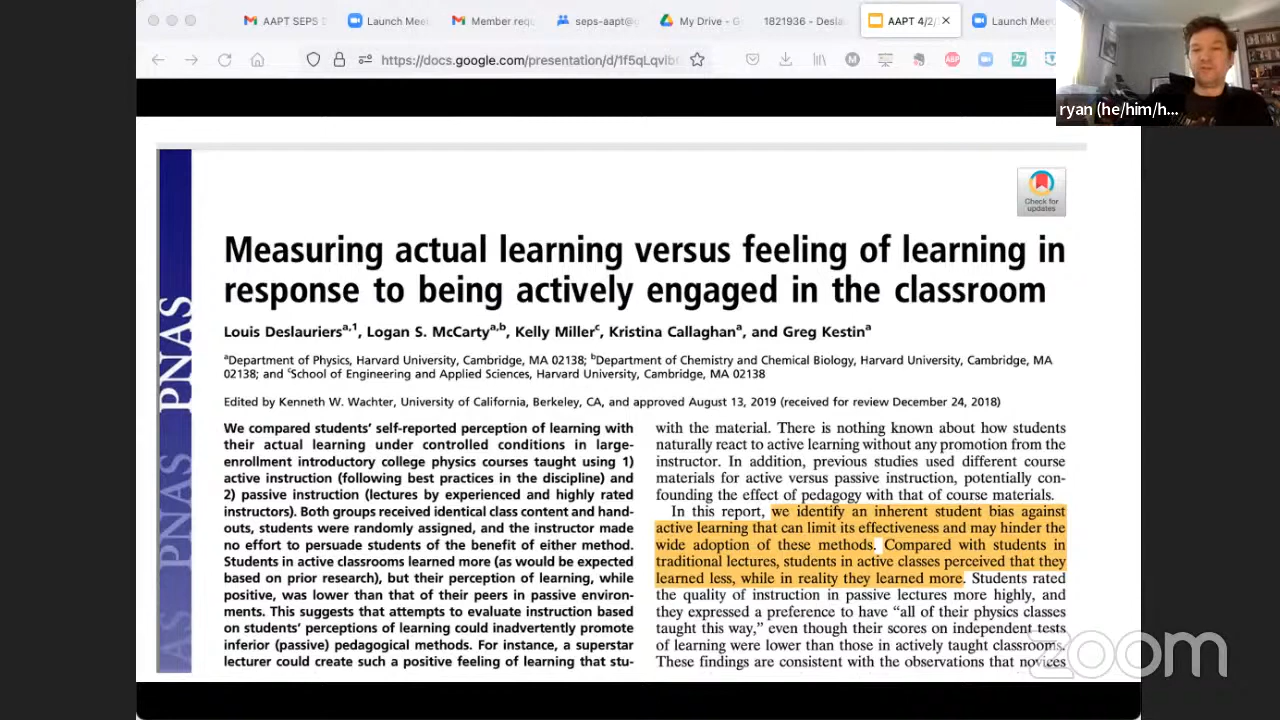 AAPT SEPS D
Launch Mee
Member requ
seps-aapt@g
My Drive - G
1821936 - Desla
AAPT 4/2/
Launch Mee
https://docs.google.com/presentation/d/1f5qLqvib
ryan (he/him/h...
Check for
updates
PNAS
PNAS
AS
Measuring actual learning versus feeling of learning in
response to being actively engaged in the classroom
Louis Deslauriersa,1, Logan S. McCartya,b, Kelly Millerc, Kristina Callaghana, and Greg Kestina
aDepartment of Physics, Harvard University, Cambridge, MA 02138; bDepartment of Chemistry and Chemical Biology, Harvard University, Cambridge, MA
02138; and cSchool of Engineering and Applied Sciences, Harvard University, Cambridge, MA 02138
Edited by Kenneth W. Wachter, University of California, Berkeley, CA, and approved August 13, 2019 (received for review December 24, 2018)
We compared students’ self-reported perception of learning with
their actual learning under controlled conditions in large-
enrollment introductory college physics courses taught using 1)
active instruction (following best practices in the discipline) and
2) passive instruction (lectures by experienced and highly rated
instructors). Both groups received identical class content and hand-
outs, students were randomly assigned, and the instructor made
no effort to persuade students of the benefit of either method.
Students in active classrooms learned more (as would be expected
based on prior research), but their perception of learning, while
positive, was lower than that of their peers in passive environ-
ments. This suggests that attempts to evaluate instruction based
on students’ perceptions of learning could inadvertently promote
inferior (passive) pedagogical methods. For instance, a superstar
lecturer could create such a positive feeling of learning that stu-
with the material. There is nothing known about how students
naturally react to active learning without any promotion from the
instructor. In addition, previous studies used different course
materials for active versus passive instruction, potentially con-
founding the effect of pedagogy with that of course materials.
In this report, we identify an inherent student bias against
active learning that can limit its effectiveness and may hinder the
wide adoption of these methods. Compared with students in
traditional lectures, students in active classes perceived that they
learned less, while in reality they learned more. Students rated
the quality of instruction in passive lectures more highly, and
they expressed a preference to have “all of their physics classes
taught this way,” even though their scores on independent tests
of learning were lower than those in actively taught classrooms.
These findings are consistent with the observations that novices
zoom